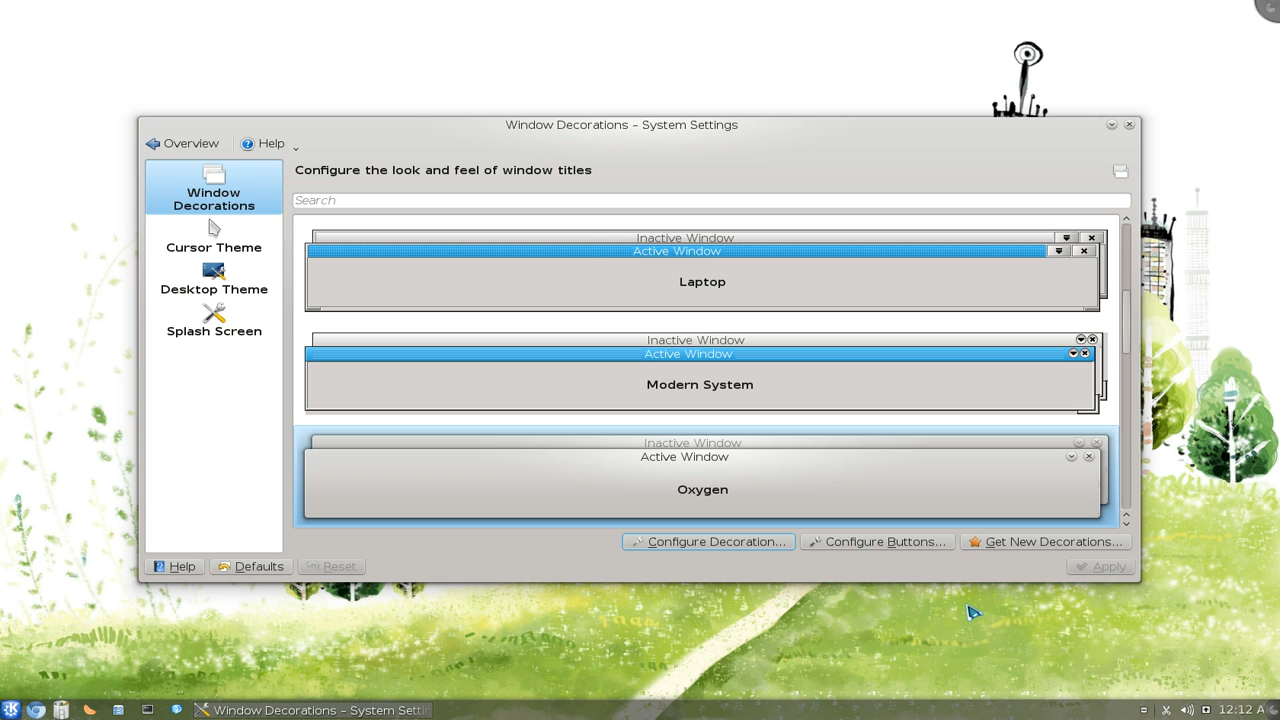 Window Decorations – System Settings
Overview
Help
Window
Decorations
Cursor Theme
Desktop Theme
Splash Screen
Configure the look and feel of window titles
Search
Inactive Window
Active Window
Laptop
Inactive Window
Active Window
Modern System
Inactive Window
Active Window
Oxygen
Configure Decoration...
Configure Buttons...
Get New Decorations...
Help
Defaults
Reset
Apply
Window Decorations – System Settin
12:12 A